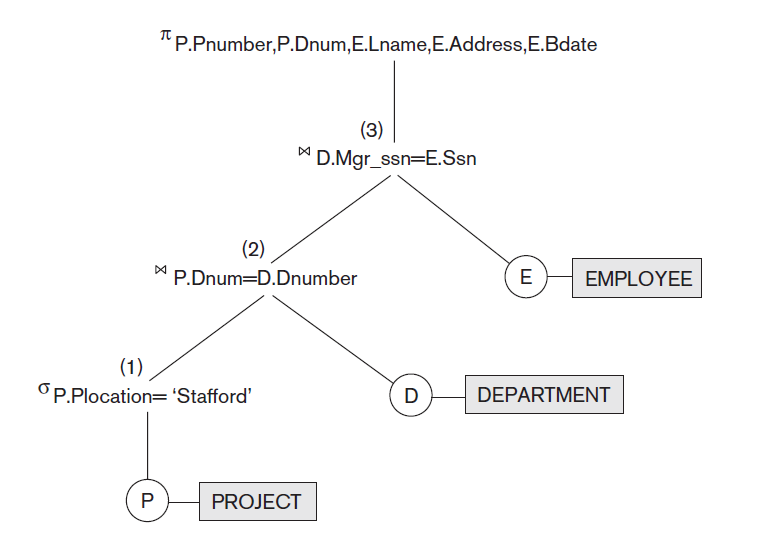 π P.Pnumber,P.Dnum,E.Lname,E.Address,E.Bdate
(3)
⋈ D.Mgr_ssn=E.Ssn
(2)
⋈ P.Dnum=D.Dnumber
E
EMPLOYEE
(1)
σ P.Plocation= ‘Stafford’
D
DEPARTMENT
P
PROJECT